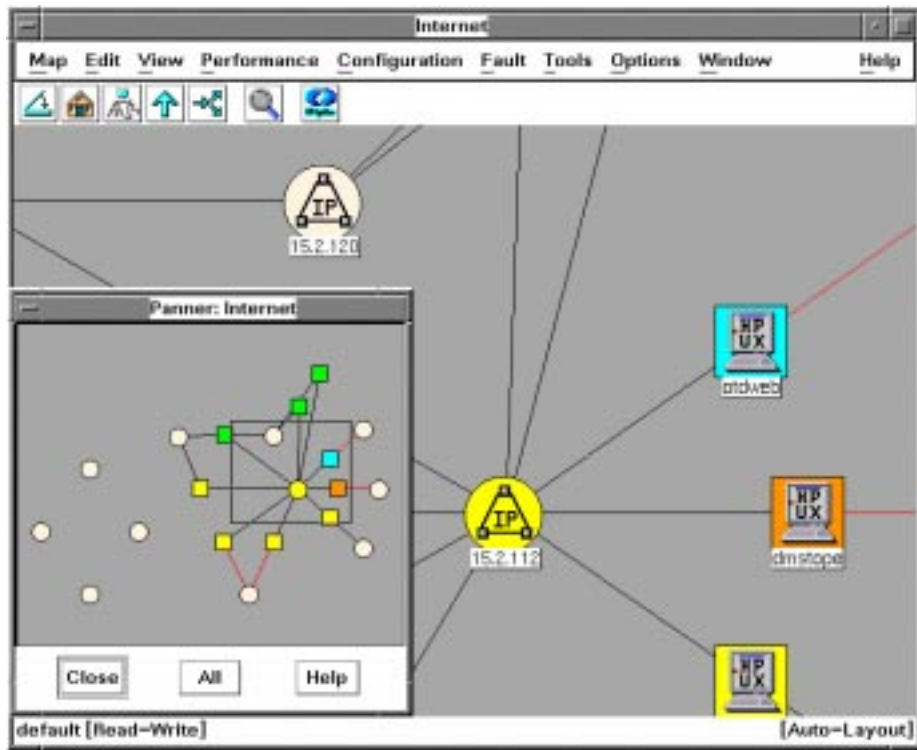 Internet
Map Edit View Performance Configuration Fault Tools Options Window Help
IP
15.2.120
Panner: Internet
HP
UX
otdweb
IP
15.2.112
HP
UX
dmstope
HP
UX
Close All Help
default [Read-Write] [Auto-Layout]